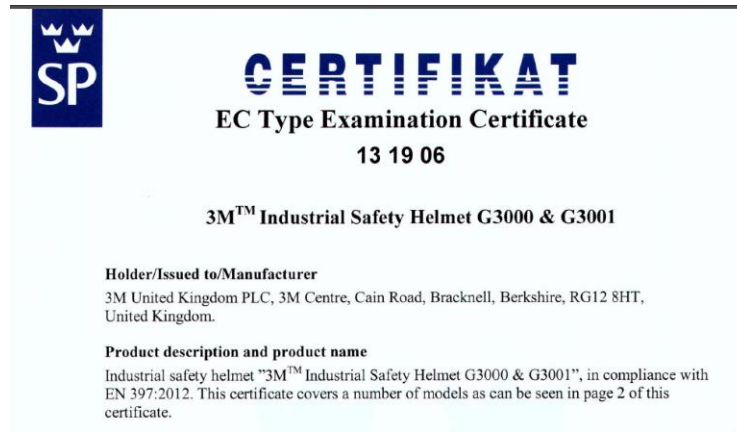 SP
CERTIFIKAT
EC Type Examination Certificate
13 19 06
3M™ Industrial Safety Helmet G3000 & G3001
Holder/Issued to/Manufacturer
3M United Kingdom PLC, 3M Centre, Cain Road, Bracknell, Berkshire, RG12 8HT,
United Kingdom.
Product description and product name
Industrial safety helmet ”3M™ Industrial Safety Helmet G3000 & G3001”, in compliance with
EN 397:2012. This certificate covers a number of models as can be seen in page 2 of this
certificate.